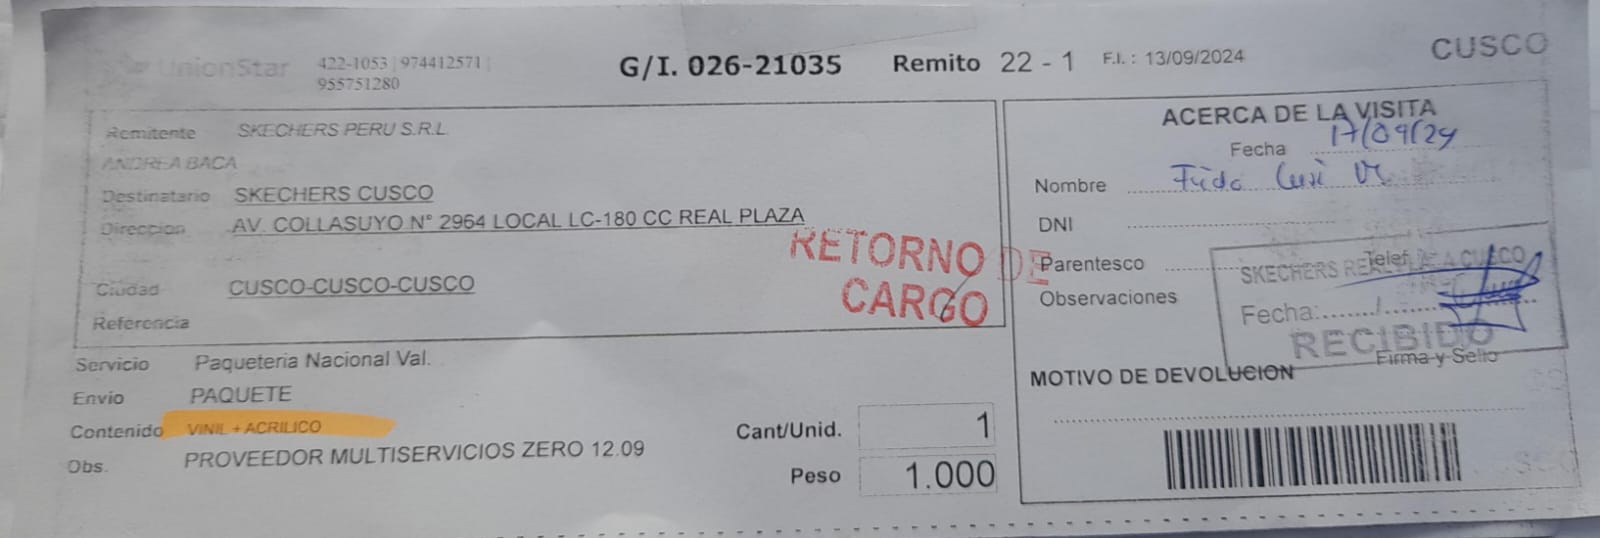 UnionStar
422-1053 | 974412571 |
955751280
G/I. 026-21035
Remito 22 - 1
F.I. : 13/09/2024
CUSCO
Remitente SKECHERS PERU S.R.L
ANDREA BACA
Destinatario SKECHERS CUSCO
Direccion AV. COLLASUYO N° 2964 LOCAL LC-180 CC REAL PLAZA
Ciudad CUSCO-CUSCO-CUSCO
Referencia
RETORNO DE
CARGO
Servicio Paqueteria Nacional Val.
Envio PAQUETE
Contenido VINIL + ACRILICO
Obs. PROVEEDOR MULTISERVICIOS ZERO 12.09
Cant/Unid. 1
Peso 1.000
ACERCA DE LA VISITA
Fecha 17/09/24
Nombre
DNI
Parentesco Telef
Observaciones
SKECHERS REAL PLAZA CUSCO
Fecha:....../......
RECIBIDO
Firma y Sello
MOTIVO DE DEVOLUCION